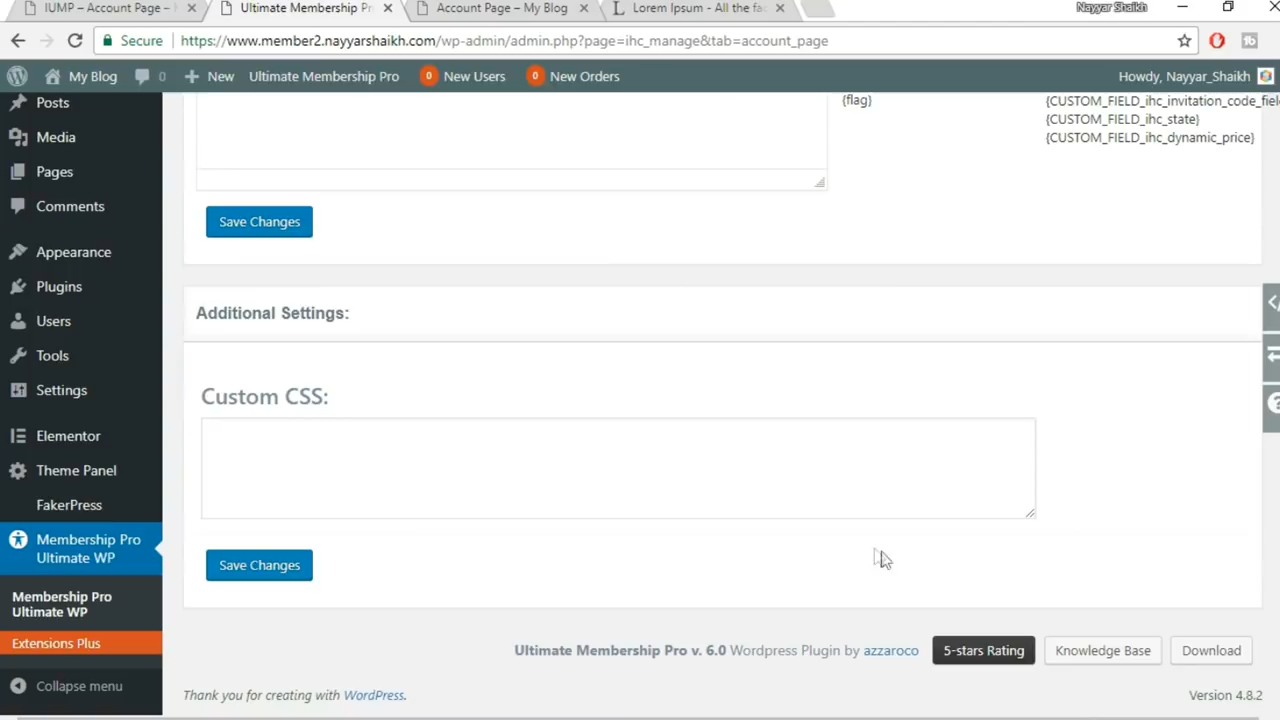 IUMP – Account Page –
Ultimate Membership Pr
Account Page – My Blog
Lorem Ipsum - All the fa
Nayyar Shaikh
Secure
https://www.member2.nayyarshaikh.com/wp-admin/admin.php?page=ihc_manage&tab=account_page
My Blog
0
New
Ultimate Membership Pro
0 New Users
0 New Orders
Howdy, Nayyar_Shaikh
Posts
Media
Pages
Comments
Appearance
Plugins
Users
Tools
Settings
Elementor
Theme Panel
FakerPress
Membership Pro
Ultimate WP
Membership Pro
Ultimate WP
Extensions Plus
Collapse menu
{flag}
{CUSTOM_FIELD_ihc_invitation_code_fiel
{CUSTOM_FIELD_ihc_state}
{CUSTOM_FIELD_ihc_dynamic_price}
Save Changes
Additional Settings:
Custom CSS:
Save Changes
Ultimate Membership Pro v. 6.0 Wordpress Plugin by azzaroco
5-stars Rating
Knowledge Base
Download
Thank you for creating with WordPress.
Version 4.8.2